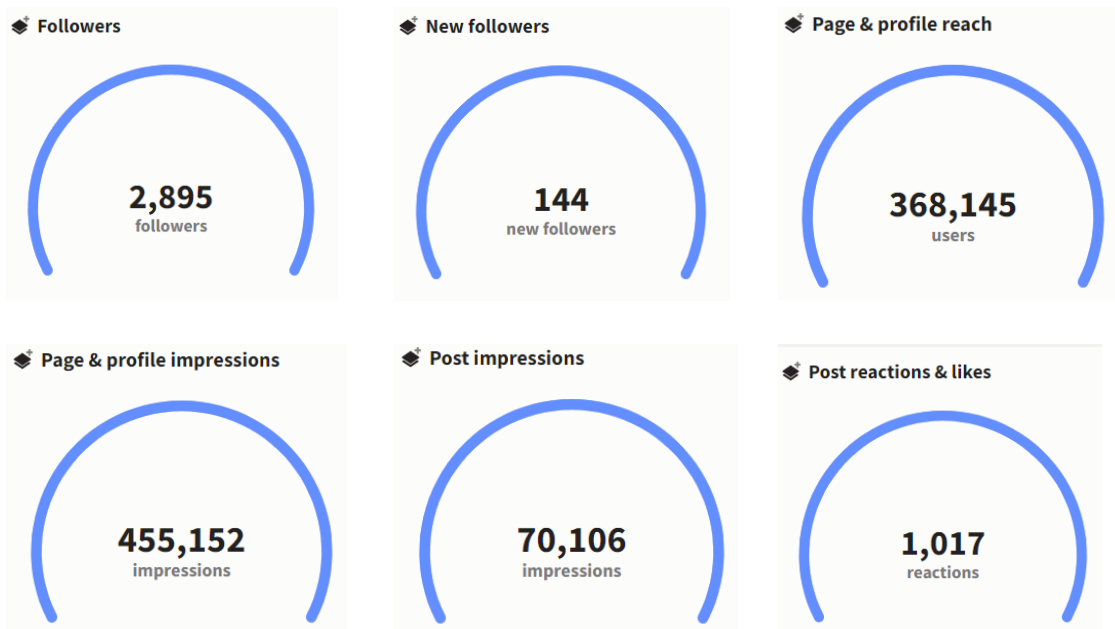 Followers
2,895
followers
New followers
144
new followers
Page & profile reach
368,145
users
Page & profile impressions
455,152
impressions
Post impressions
70,106
impressions
Post reactions & likes
1,017
reactions